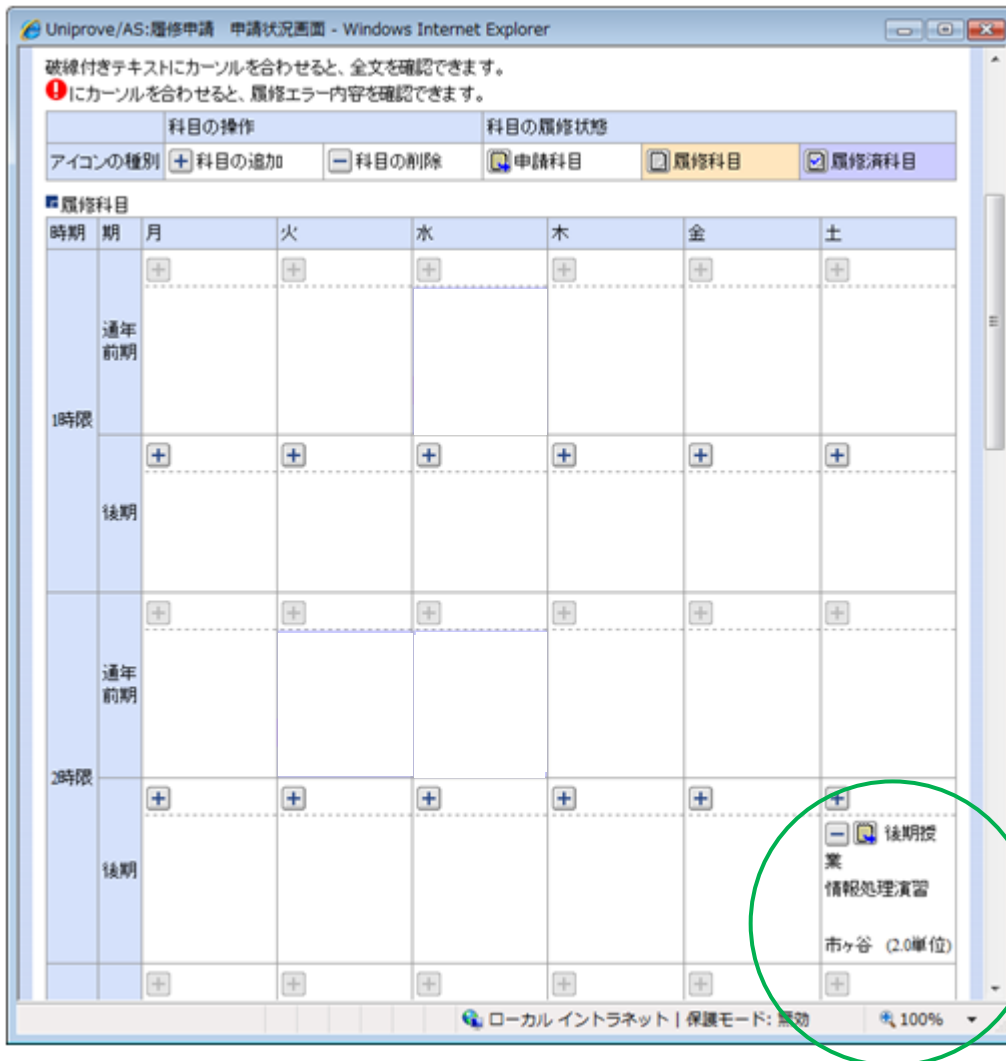 Uniprove/AS:履修申請　申請状況画面 - Windows Internet Explorer
破線付きテキストにカーソルを合わせると、全文を確認できます。
にカーソルを合わせると、履修エラー内容を確認できます。
科目の操作 科目の履修状態
アイコンの種別 科目の追加 科目の削除 申請科目 履修科目 履修済科目
履修科目
時期 期 月 火 水 木 金 土
通年
前期
1時限
後期
通年
前期
2時限
後期
後期授
業
情報処理演習
市ヶ谷 (2.0単位)
ローカル イントラネット | 保護モード: 無効 100%